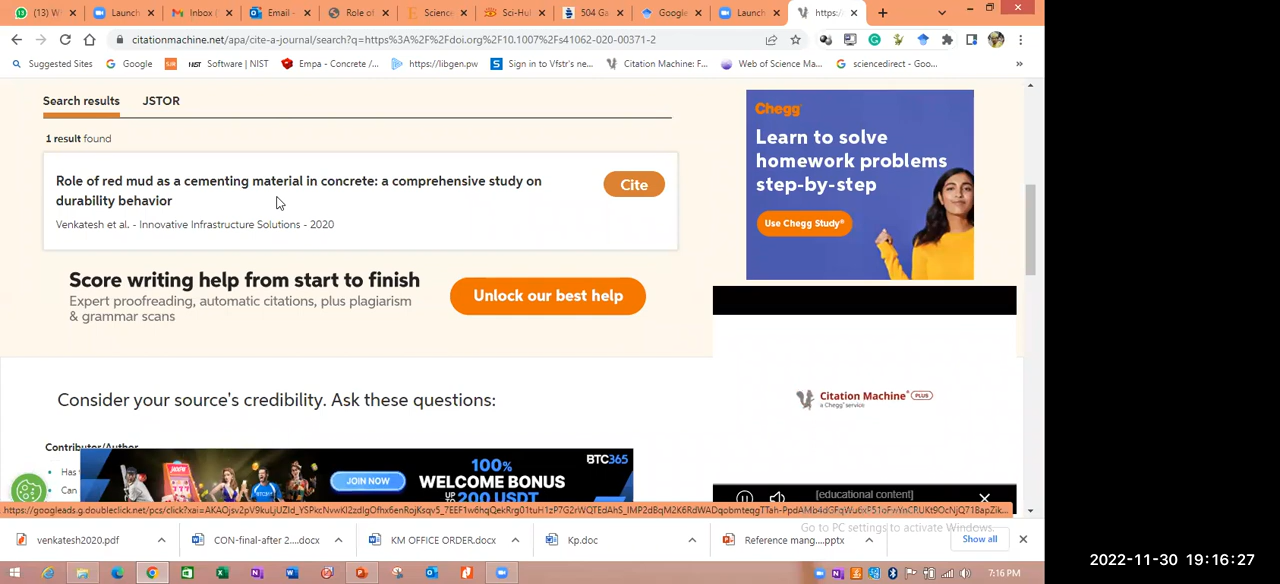 (13) W
Launch
Inbox (
Email -
Role of
Science
Sci-Hub
504 Ga
Google
Launch
https:/
citationmachine.net/apa/cite-a-journal/search?q=https%3A%2F%2Fdoi.org%2F10.1007%2Fs41062-020-00371-2
Suggested Sites
Google
SJR
NIST Software | NIST
Empa - Concrete /...
https://libgen.pw
S Sign in to Vfstr's ne...
Citation Machine: F...
Web of Science Ma...
sciencedirect - Goo...
»
Search results JSTOR
1 result found
Role of red mud as a cementing material in concrete: a comprehensive study on
durability behavior
Cite
Venkatesh et al. - Innovative Infrastructure Solutions - 2020
Score writing help from start to finish
Expert proofreading, automatic citations, plus plagiarism
& grammar scans
Unlock our best help
Chegg
Learn to solve
homework problems
step-by-step
Use Chegg Study®
Citation Machine® PLUS
a Chegg service
Consider your source's credibility. Ask these questions:
Contributor/Author
Has
Can
JOIN NOW
100%
WELCOME BONUS
UP TO 200 USDT
BTC365
[educational content]
Go to PC settings to activate Windows.
venkatesh2020.pdf
CON-final-after 2....docx
KM OFFICE ORDER.docx
Kp.doc
Reference mang....pptx
Show all
7:16 PM
2022-11-30 19:16:27